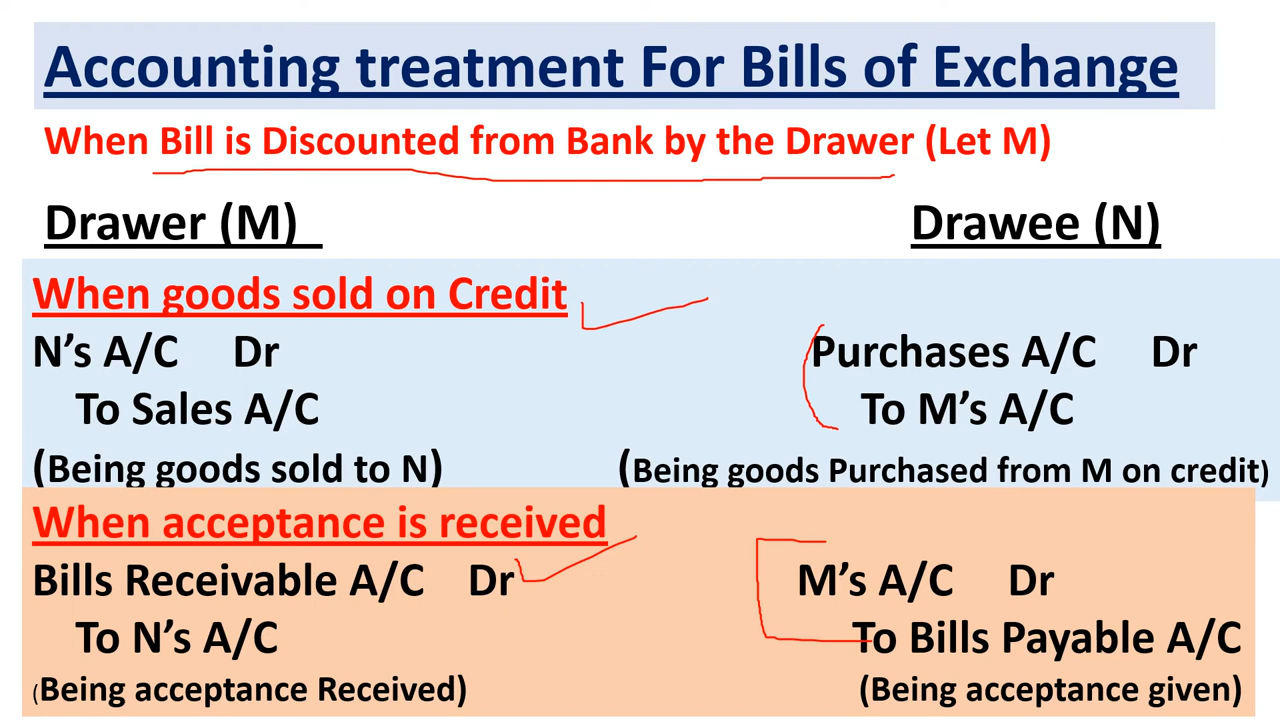 Accounting treatment For Bills of Exchange
When Bill is Discounted from Bank by the Drawer (Let M)
Drawer (M) Drawee (N)
When goods sold on Credit
N's A/C Dr Purchases A/C Dr
To Sales A/C To M's A/C
(Being goods sold to N) (Being goods Purchased from M on credit)
When acceptance is received
Bills Receivable A/C Dr M's A/C Dr
To N's A/C To Bills Payable A/C
(Being acceptance Received) (Being acceptance given)